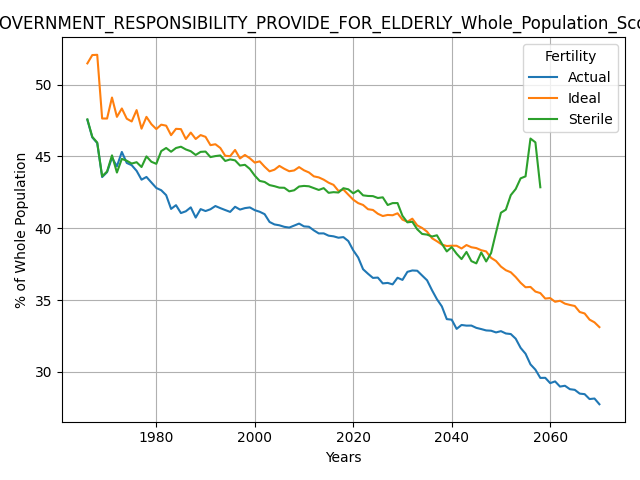 OVERNMENT_RESPONSIBILITY_PROVIDE_FOR_ELDERLY_Whole_Population_Sco
Fertility
Actual
Ideal
Sterile
% of Whole Population
50
45
40
35
30
1980
2000
2020
2040
2060
Years